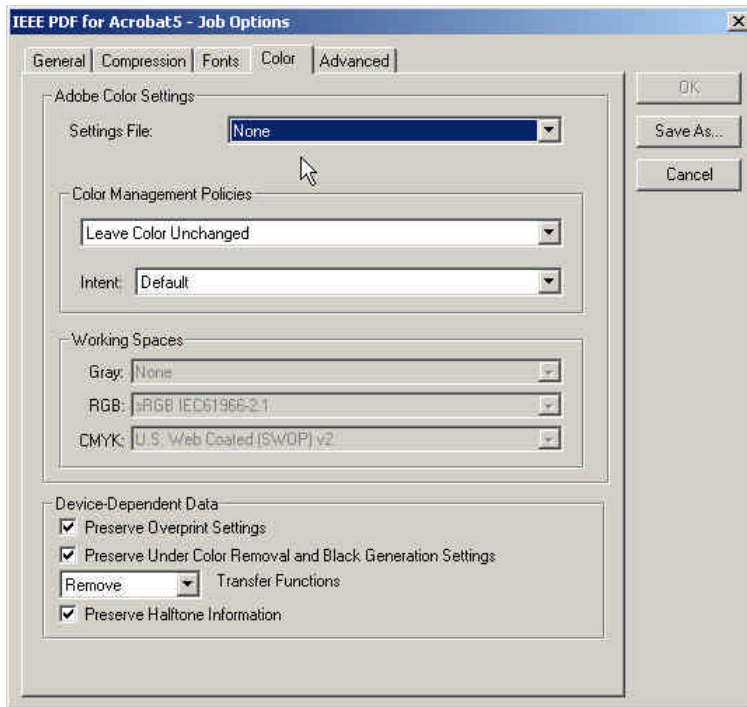 IEEE PDF for Acrobat5 - Job Options
General Compression Fonts Color Advanced
OK
Save As...
Cancel
Adobe Color Settings
Settings File: None
Color Management Policies
Leave Color Unchanged
Intent: Default
Working Spaces
Gray: None
RGB: sRGB IEC61966-2.1
CMYK: U.S. Web Coated (SWOP) v2
Device-Dependent Data
Preserve Overprint Settings
Preserve Under Color Removal and Black Generation Settings
Remove Transfer Functions
Preserve Halftone Information